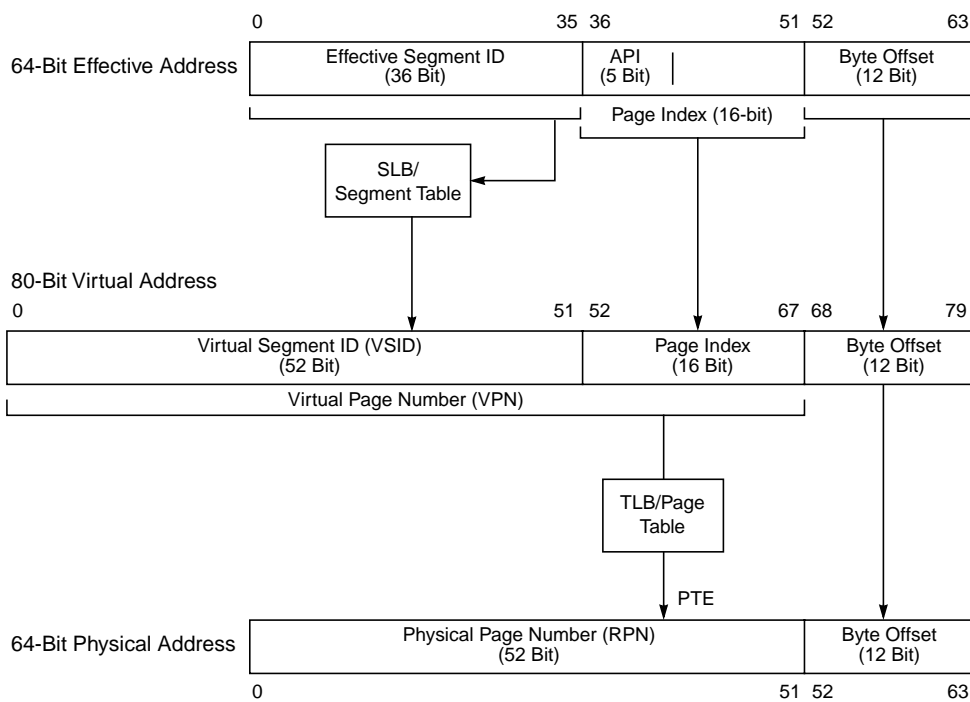 0 35 36 51 52 63
64-Bit Effective Address
Effective Segment ID
(36 Bit)
API
(5 Bit)
Byte Offset
(12 Bit)
Page Index (16-bit)
SLB/
Segment Table
80-Bit Virtual Address
0 51 52 67 68 79
Virtual Segment ID (VSID)
(52 Bit)
Page Index
(16 Bit)
Byte Offset
(12 Bit)
Virtual Page Number (VPN)
TLB/Page
Table
PTE
64-Bit Physical Address
Physical Page Number (RPN)
(52 Bit)
Byte Offset
(12 Bit)
0 51 52 63